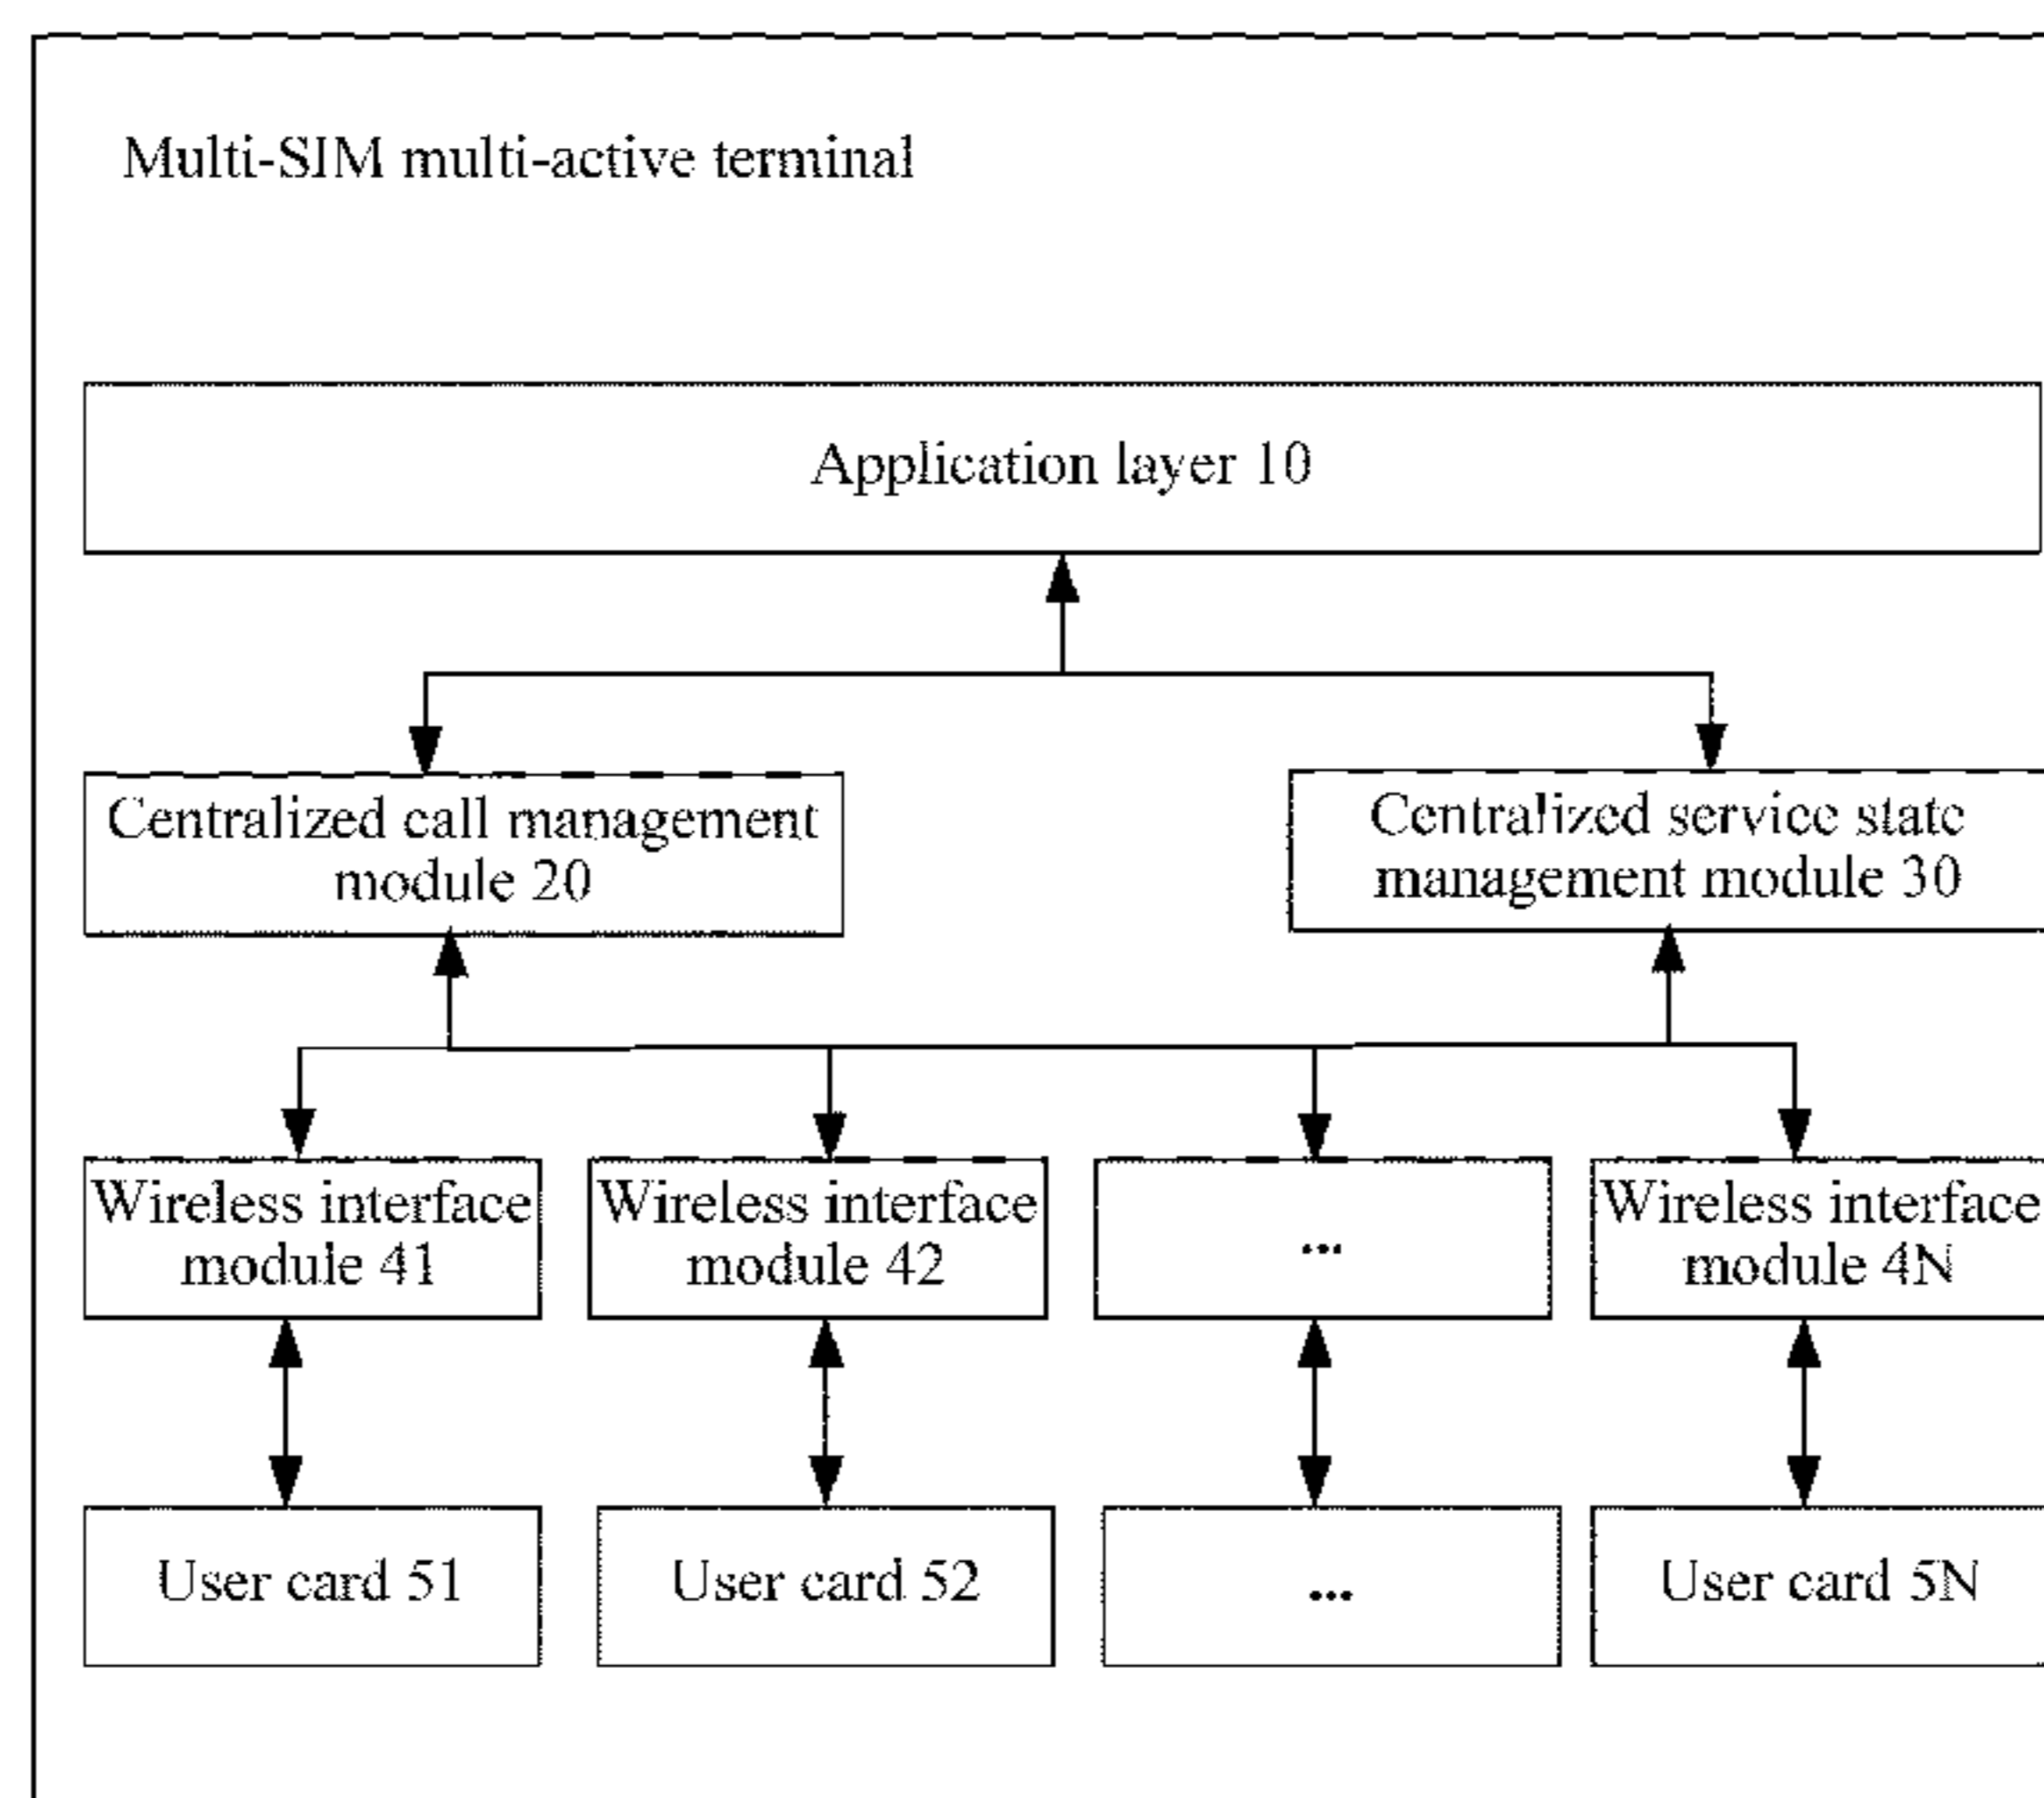 Multi-SIM multi-active terminal
Application layer 10
Centralized call management
module 20
Centralized service state
management module 30
Wireless interface
module 41
Wireless interface
module 42
...
Wireless interface
module 4N
User card 51
User card 52
...
User card 5N